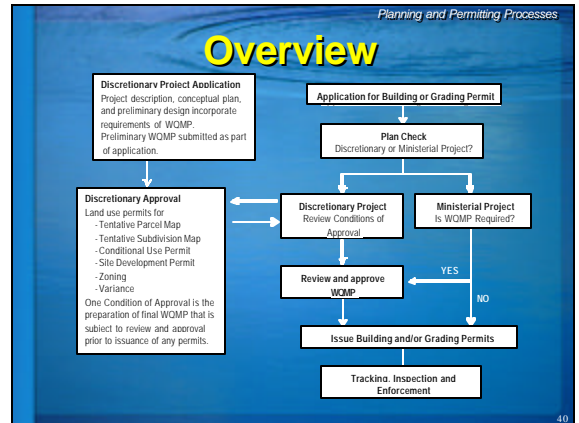 Planning and Permitting Processes
Overview
Discretionary Project Application
Project description, conceptual plan,
and preliminary design incorporate
requirements of WQMP.
Preliminary WQMP submitted as part
of application.
Application for Building or Grading Permit
Plan Check
Discretionary or Ministerial Project?
Discretionary Approval
Land use permits for
- Tentative Parcel Map
- Tentative Subdivision Map
- Conditional Use Permit
- Site Development Permit
- Zoning
- Variance
One Condition of Approval is the
preparation of final WQMP that is
subject to review and approval
prior to issuance of any permits.
Discretionary Project
Review Conditions of
Approval
Ministerial Project
Is WQMP Required?
Review and approve
WQMP
YES
NO
Issue Building and/or Grading Permits
Tracking, Inspection and
Enforcement
40